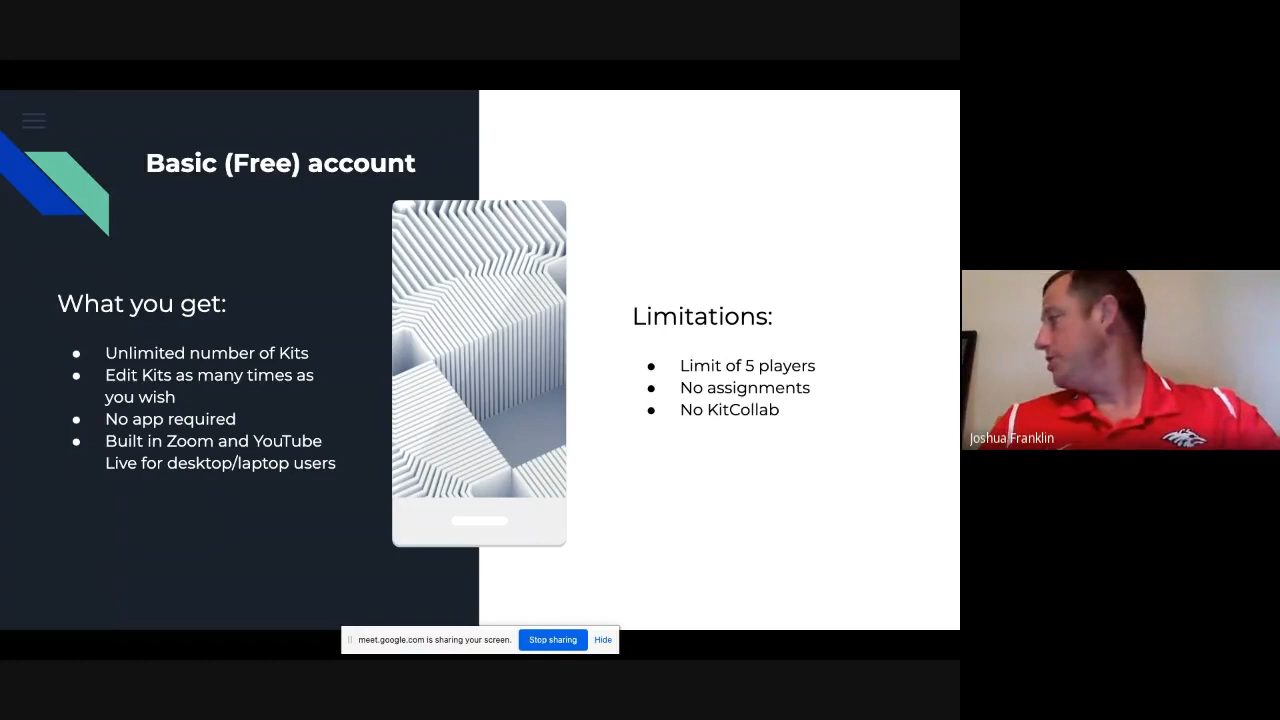 Basic (Free) account
What you get:
● Unlimited number of Kits
● Edit Kits as many times as
you wish
● No app required
● Built in Zoom and YouTube
Live for desktop/laptop users
Limitations:
● Limit of 5 players
● No assignments
● No KitCollab
Joshua Franklin
meet.google.com is sharing your screen. Stop sharing Hide